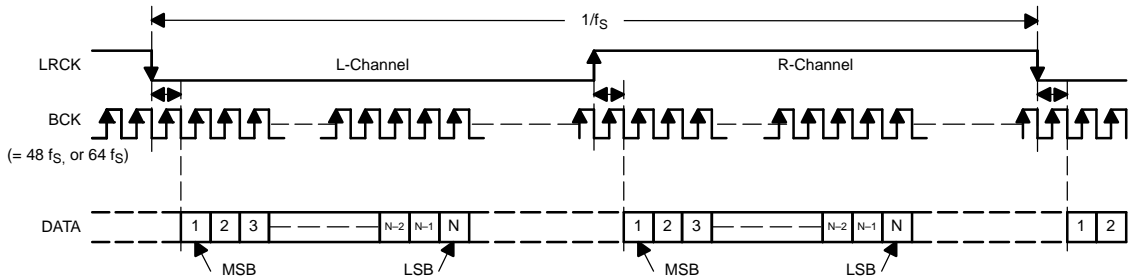 1/fS
LRCK
L-Channel
R-Channel
BCK
(= 48 fS, or 64 fS)
DATA
1 2 3 N–2 N–1 N 1 2 3 N–2 N–1 N 1 2
MSB LSB MSB LSB